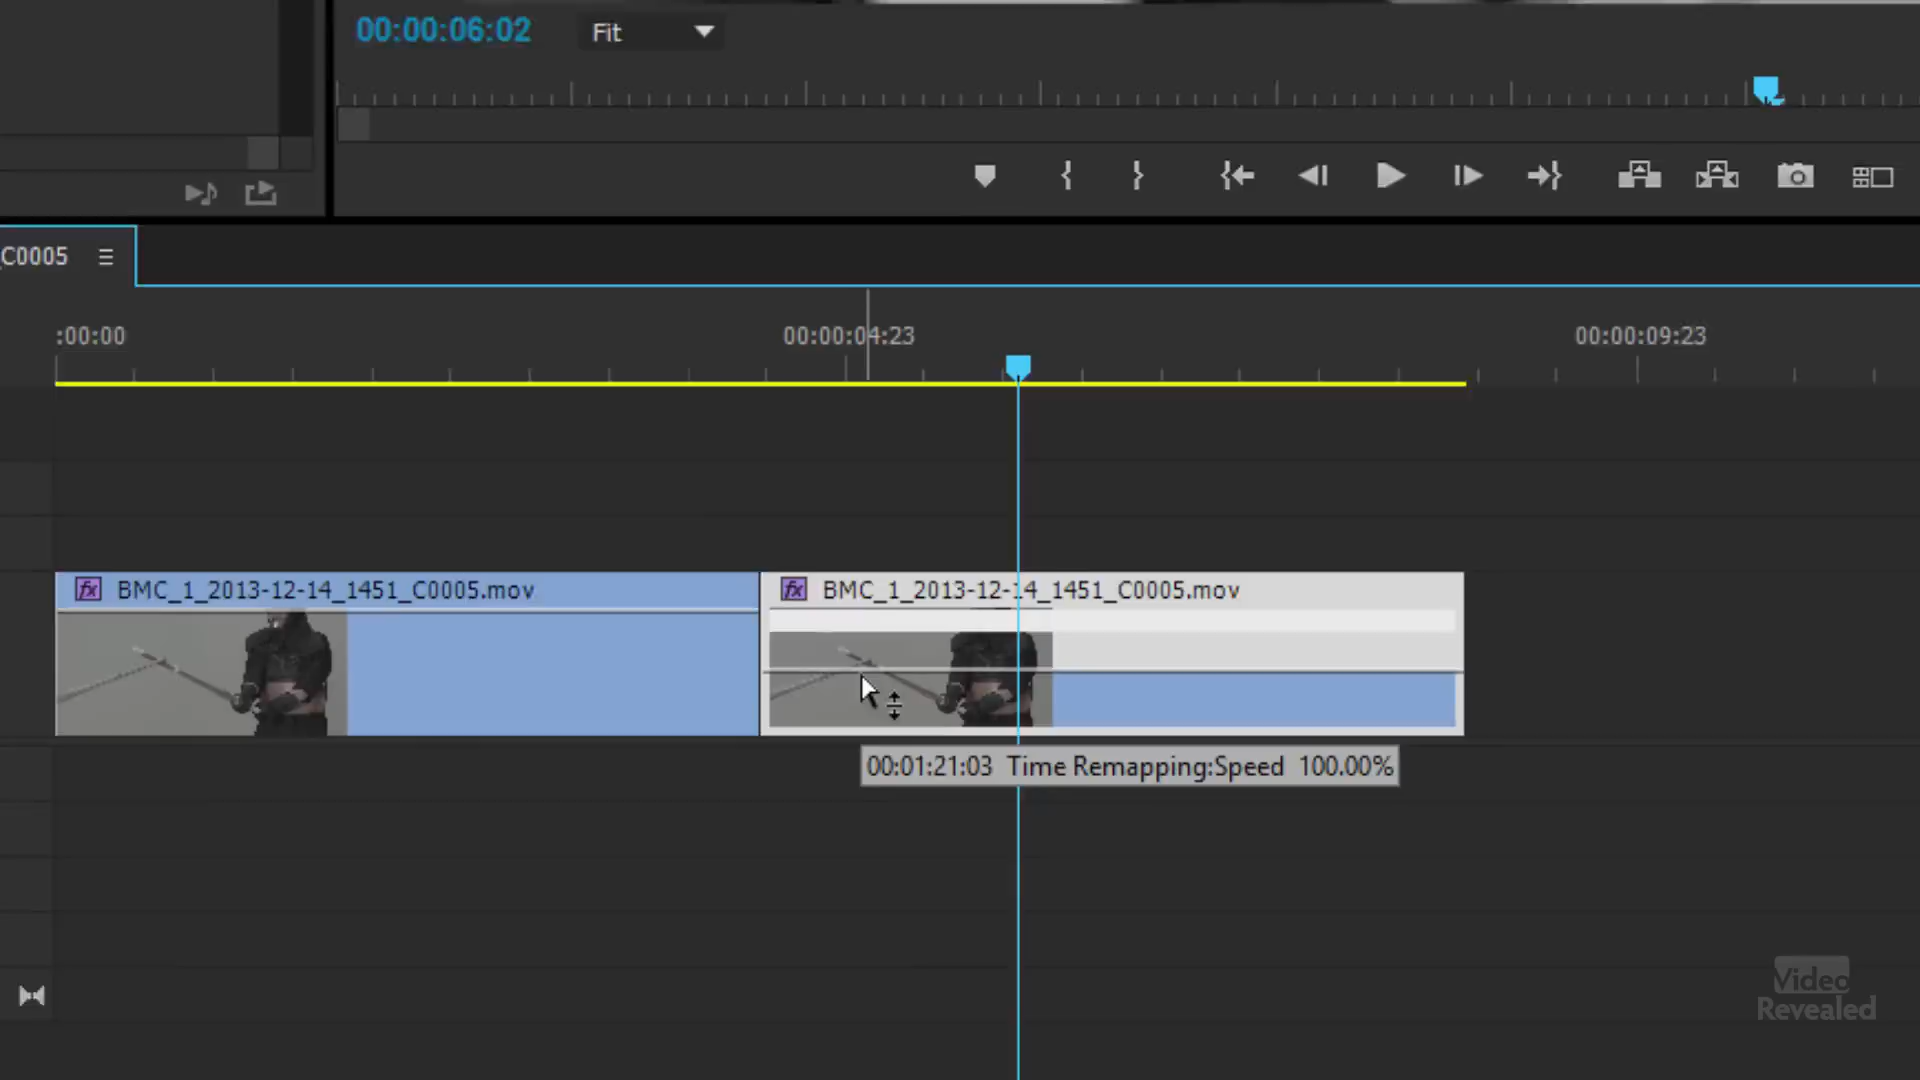 00:00:06:02
Fit
C0005
:00:00
00:00:04:23
00:00:09:23
fx BMC_1_2013-12-14_1451_C0005.mov
fx BMC_1_2013-12-14_1451_C0005.mov
00:01:21:03 Time Remapping:Speed 100.00%
Video
Revealed